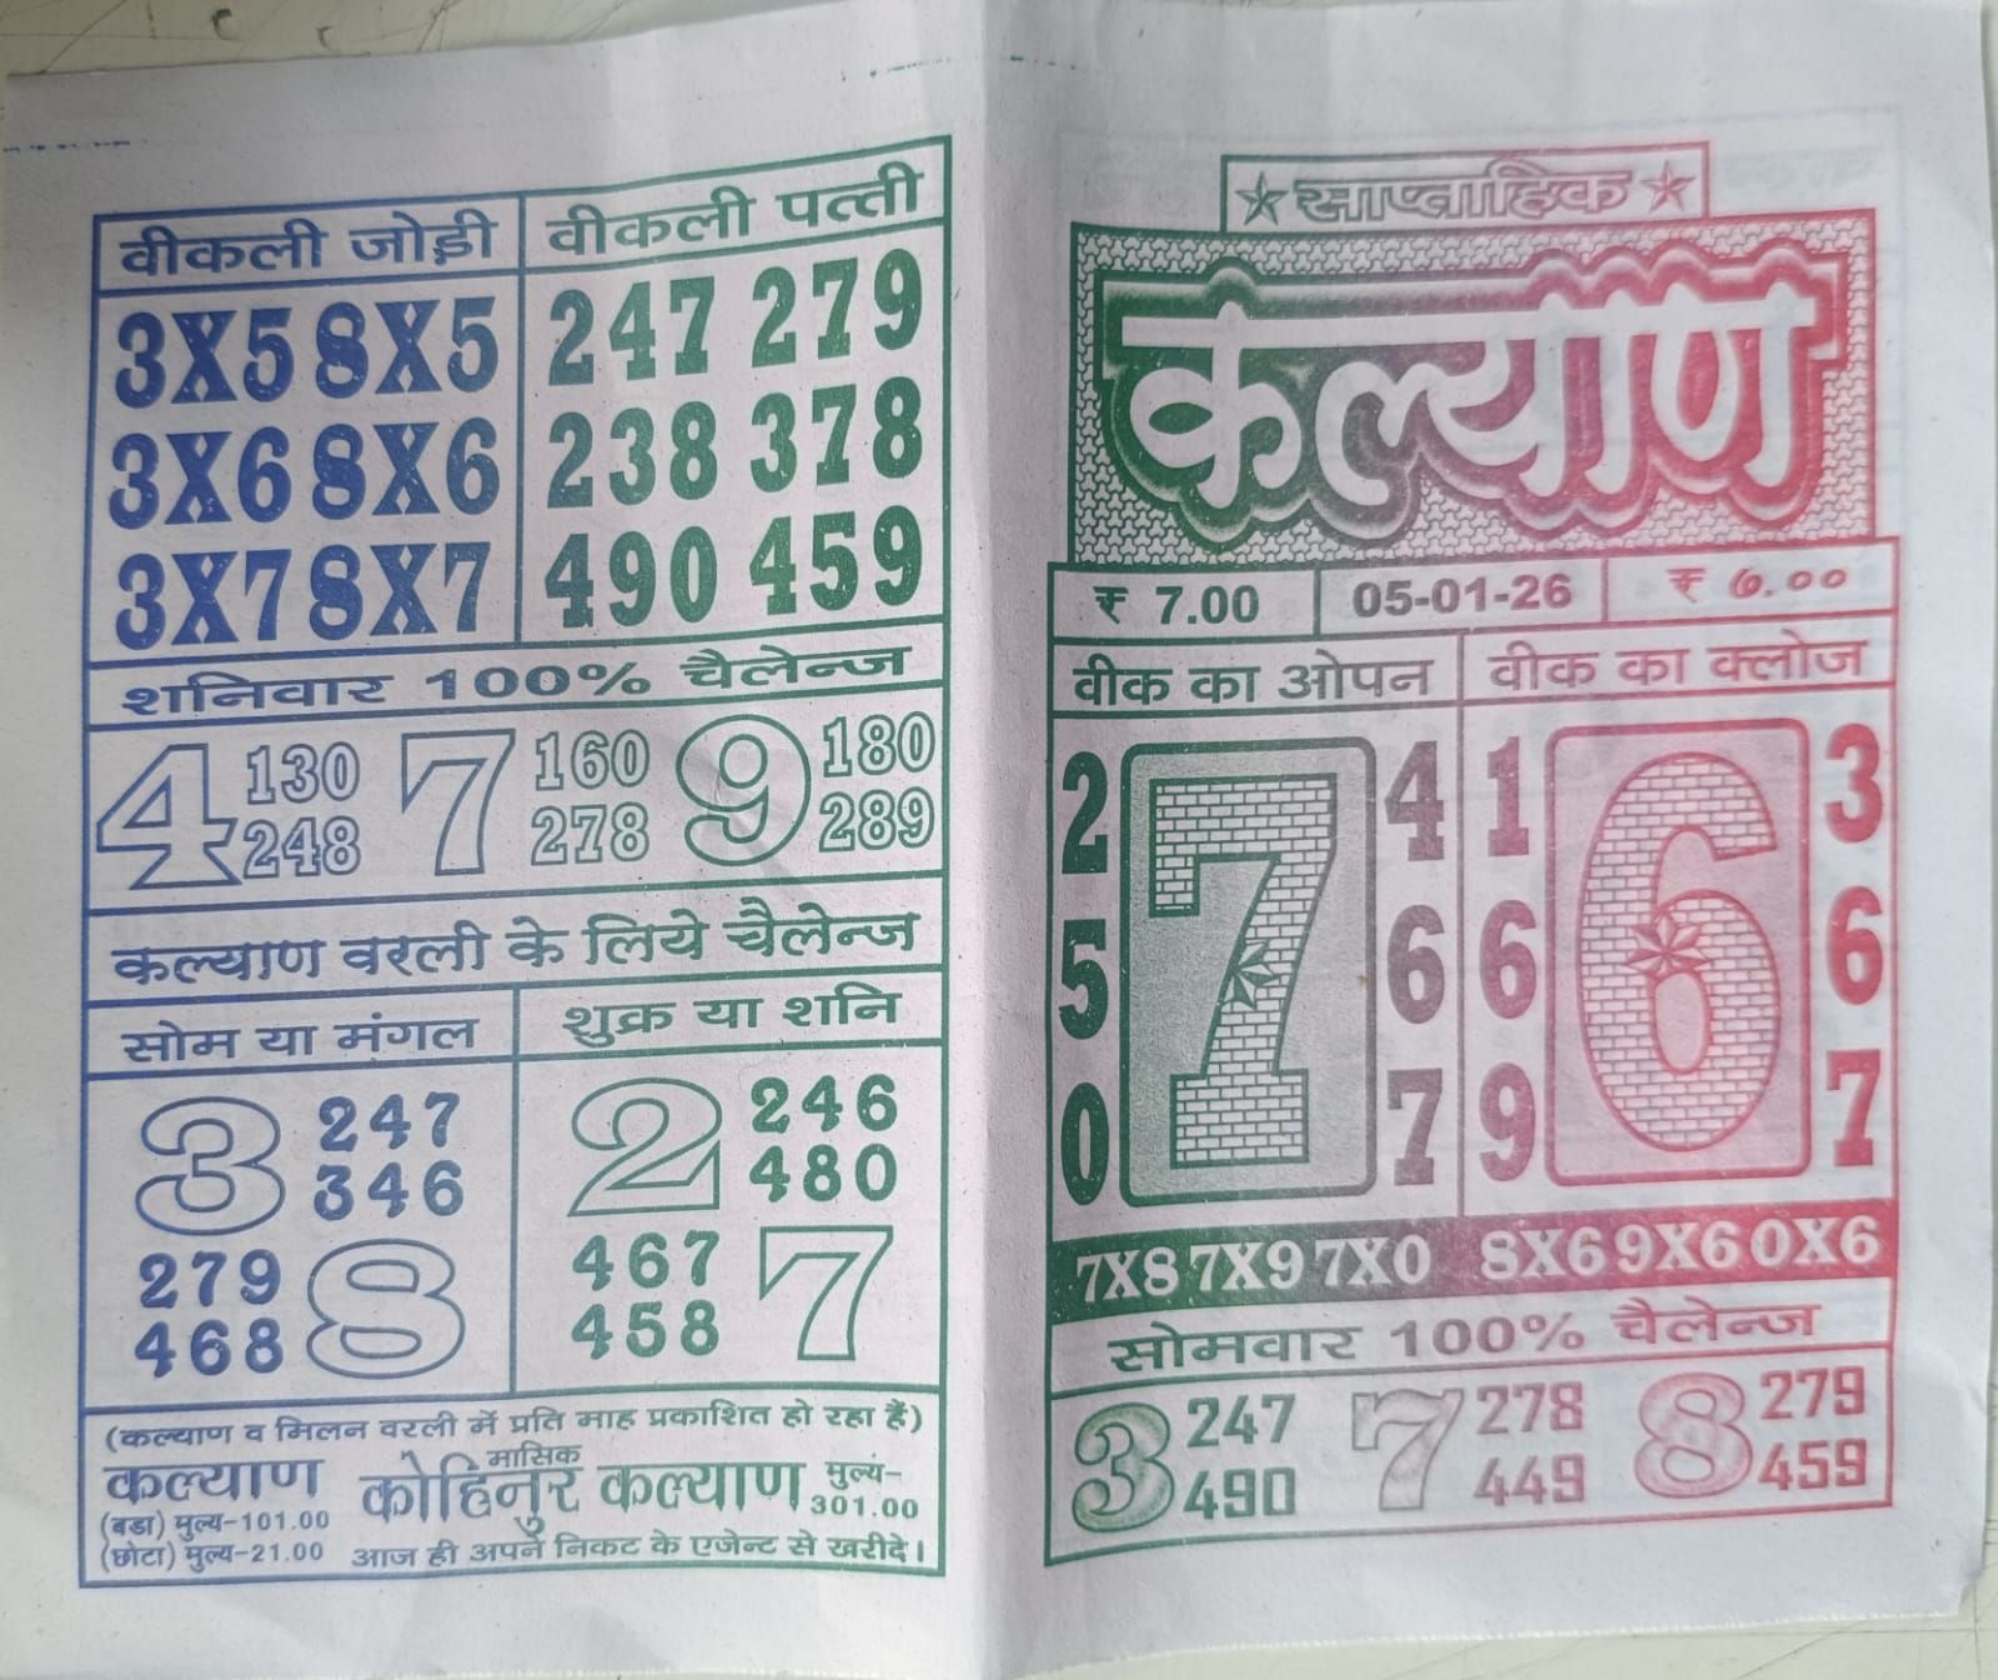 वीकली जोड़ी वीकली पत्ती
3X5 8X5 247 279
3X6 8X6 238 378
3X7 8X7 490 459
शनिवार 100% चैलेन्ज
4 130 7 160 9 180
248 278 289
कल्याण वरली के लिये चैलेन्ज
सोम या मंगल शुक्र या शनि
3 247 2 246
346 480
279 8 467 7
468 458
(कल्याण व मिलन वरली में प्रति माह प्रकाशित हो रहा हैं)
मासिक
कल्याण कोहिनुर कल्याण मुल्य-
(बडा) मुल्य-101.00 301.00
(छोटा) मुल्य-21.00 आज ही अपने निकट के एजेन्ट से खरीदे।
साप्ताहिक
कल्याण
₹ 7.00 05-01-26 ₹ ७.००
वीक का ओपन वीक का क्लोज
2 7 4 1 6 3
5 6 6 6
0 7 9 7
7X8 7X9 7X0 8X6 9X6 0X6
सोमवार 100% चैलेन्ज
3 247 7 278 8 279
490 449 459